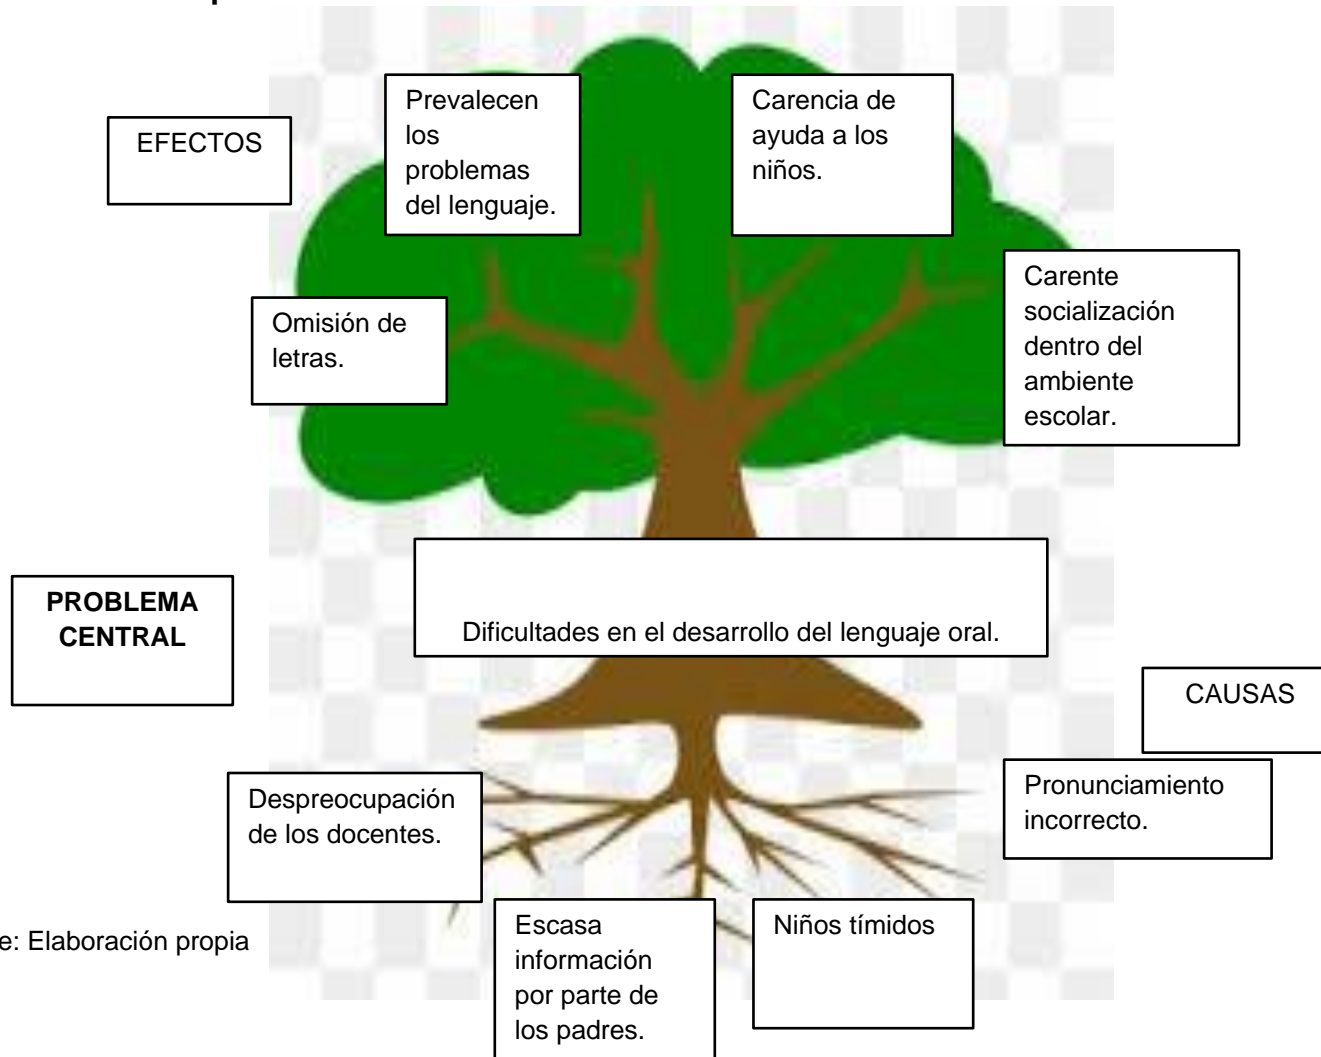 EFECTOS
Prevalecen
los
problemas
del lenguaje.
Carencia de
ayuda a los
niños.
Omisión de
letras.
Carente
socialización
dentro del
ambiente
escolar.
PROBLEMA
CENTRAL
Dificultades en el desarrollo del lenguaje oral.
CAUSAS
Despreocupación
de los docentes.
Pronunciamiento
incorrecto.
Escasa
información
por parte de
los padres.
Niños tímidos
e: Elaboración propia